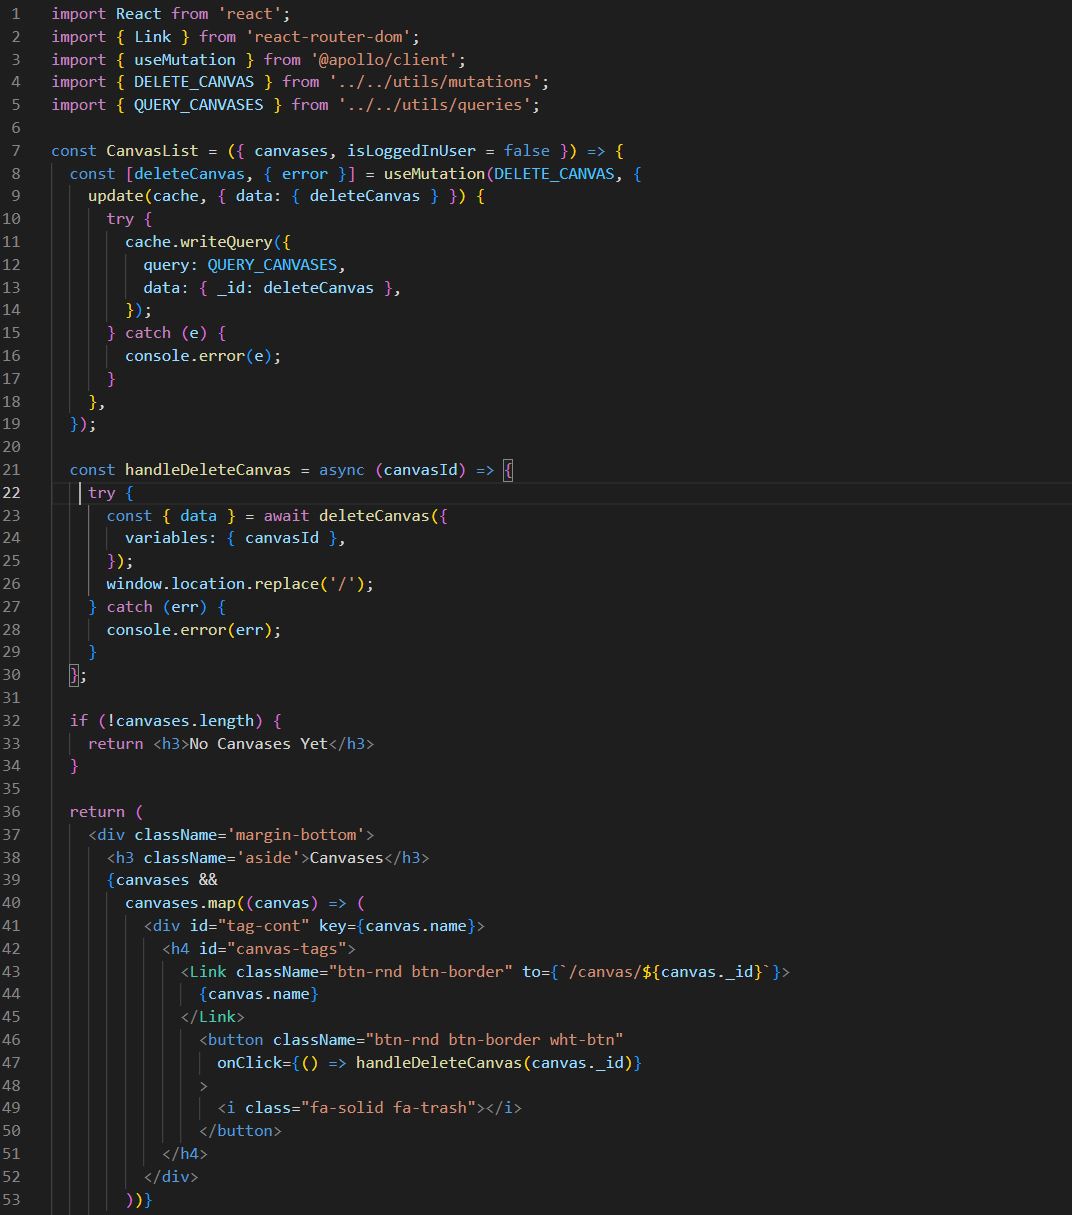 1 import React from 'react';
2 import { Link } from 'react-router-dom';
3 import { useMutation } from '@apollo/client';
4 import { DELETE_CANVAS } from '../../utils/mutations';
5 import { QUERY_CANVASES } from '../../utils/queries';
6
7 const CanvasList = ({ canvases, isLoggedInUser = false }) => {
8   const [deleteCanvas, { error }] = useMutation(DELETE_CANVAS, {
9     update(cache, { data: { deleteCanvas } }) {
10       try {
11         cache.writeQuery({
12           query: QUERY_CANVASES,
13           data: { _id: deleteCanvas },
14         });
15       } catch (e) {
16         console.error(e);
17       }
18     },
19   });
20
21   const handleDeleteCanvas = async (canvasId) => {
22     try {
23       const { data } = await deleteCanvas({
24         variables: { canvasId },
25       });
26       window.location.replace('/');
27     } catch (err) {
28       console.error(err);
29     }
30   };
31
32   if (!canvases.length) {
33     return <h3>No Canvases Yet</h3>
34   }
35
36   return (
37     <div className='margin-bottom'>
38       <h3 className='aside'>Canvases</h3>
39       {canvases &&
40         canvases.map((canvas) => (
41           <div id="tag-cont" key={canvas.name}>
42             <h4 id="canvas-tags">
43               <Link className="btn-rnd btn-border" to={`/canvas/${canvas._id}`}>
44                 {canvas.name}
45               </Link>
46                 <button className="btn-rnd btn-border wht-btn"
47                   onClick={() => handleDeleteCanvas(canvas._id)}
48                 >
49                   <i class="fa-solid fa-trash"></i>
50                 </button>
51             </h4>
52           </div>
53         ))}